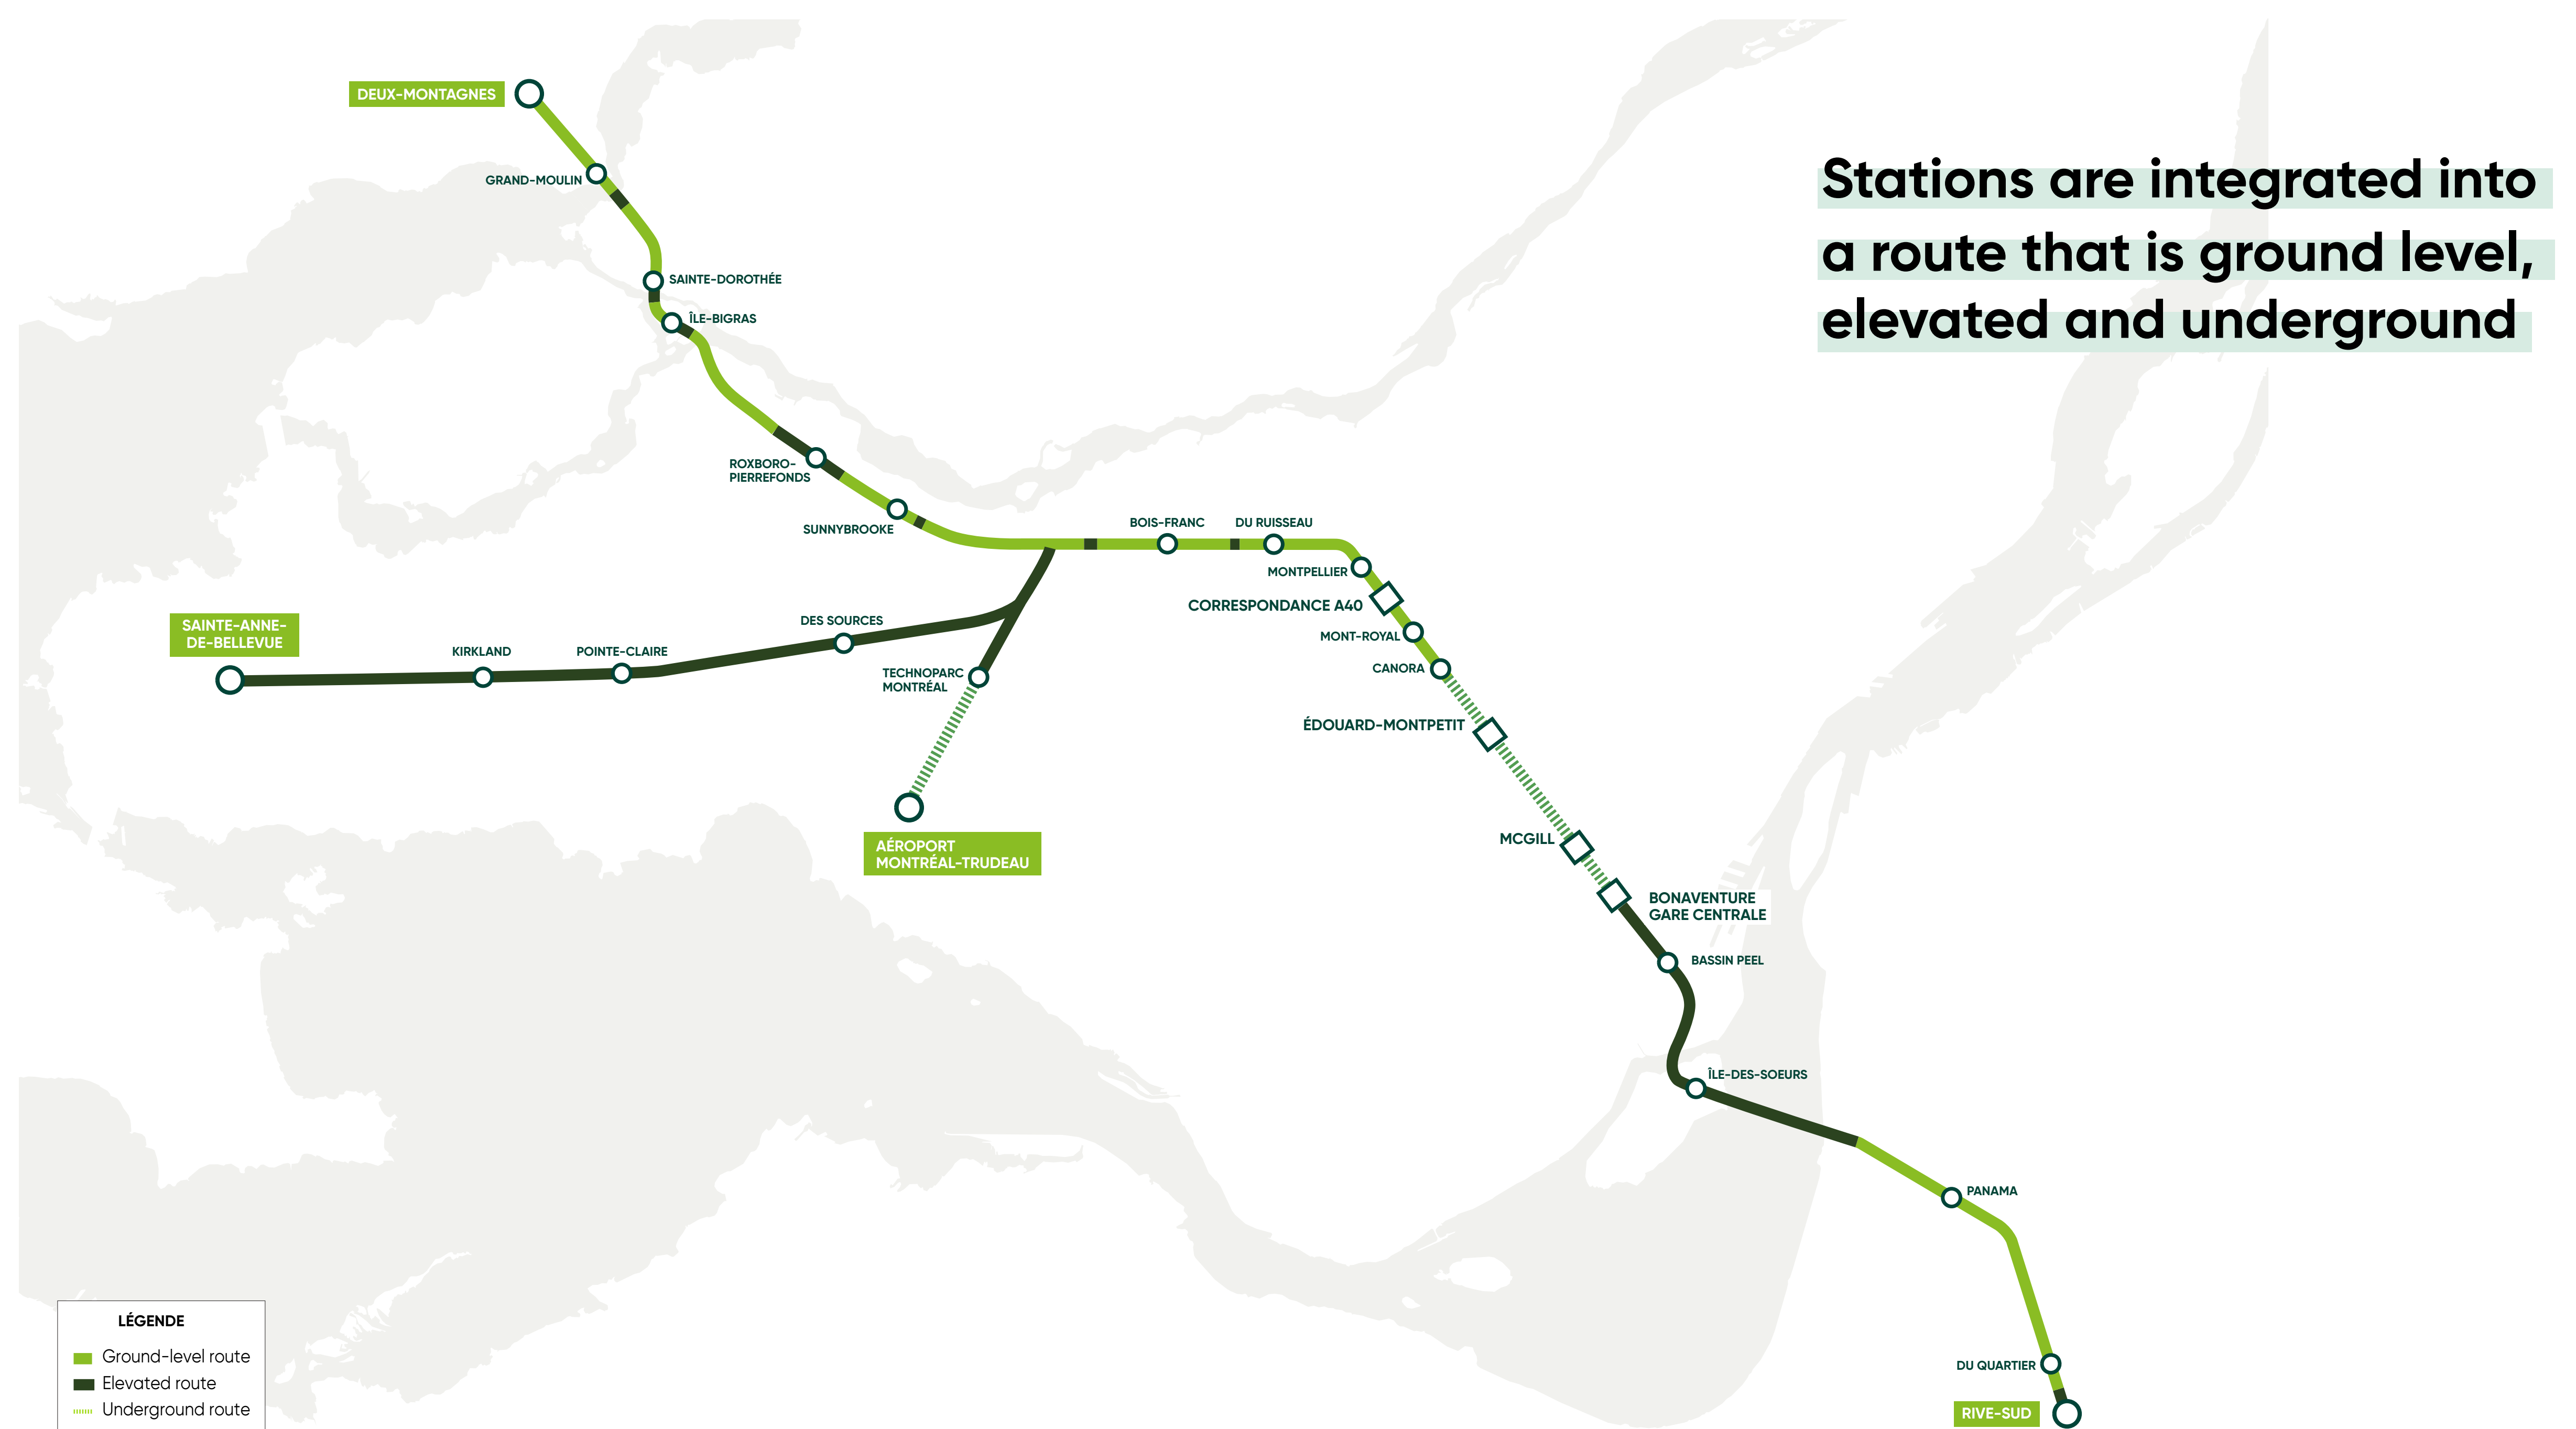 Stations are integrated into
a route that is ground level,
elevated and underground
DEUX-MONTAGNES
GRAND-MOULIN
SAINTE-DOROTHÉE
ÎLE-BIGRAS
ROXBORO-
PIERREFONDS
SUNNYBROOKE
BOIS-FRANC
DU RUISSEAU
MONTPELLIER
CORRESPONDANCE A40
MONT-ROYAL
CANORA
SAINTE-ANNE-
DE-BELLEVUE
KIRKLAND
POINTE-CLAIRE
DES SOURCES
TECHNOPARC
MONTRÉAL
AÉROPORT
MONTRÉAL-TRUDEAU
ÉDOUARD-MONTPETIT
MCGILL
BONAVENTURE
GARE CENTRALE
BASSIN PEEL
ÎLE-DES-SOEURS
PANAMA
DU QUARTIER
RIVE-SUD
LÉGENDE
Ground-level route
Elevated route
Underground route